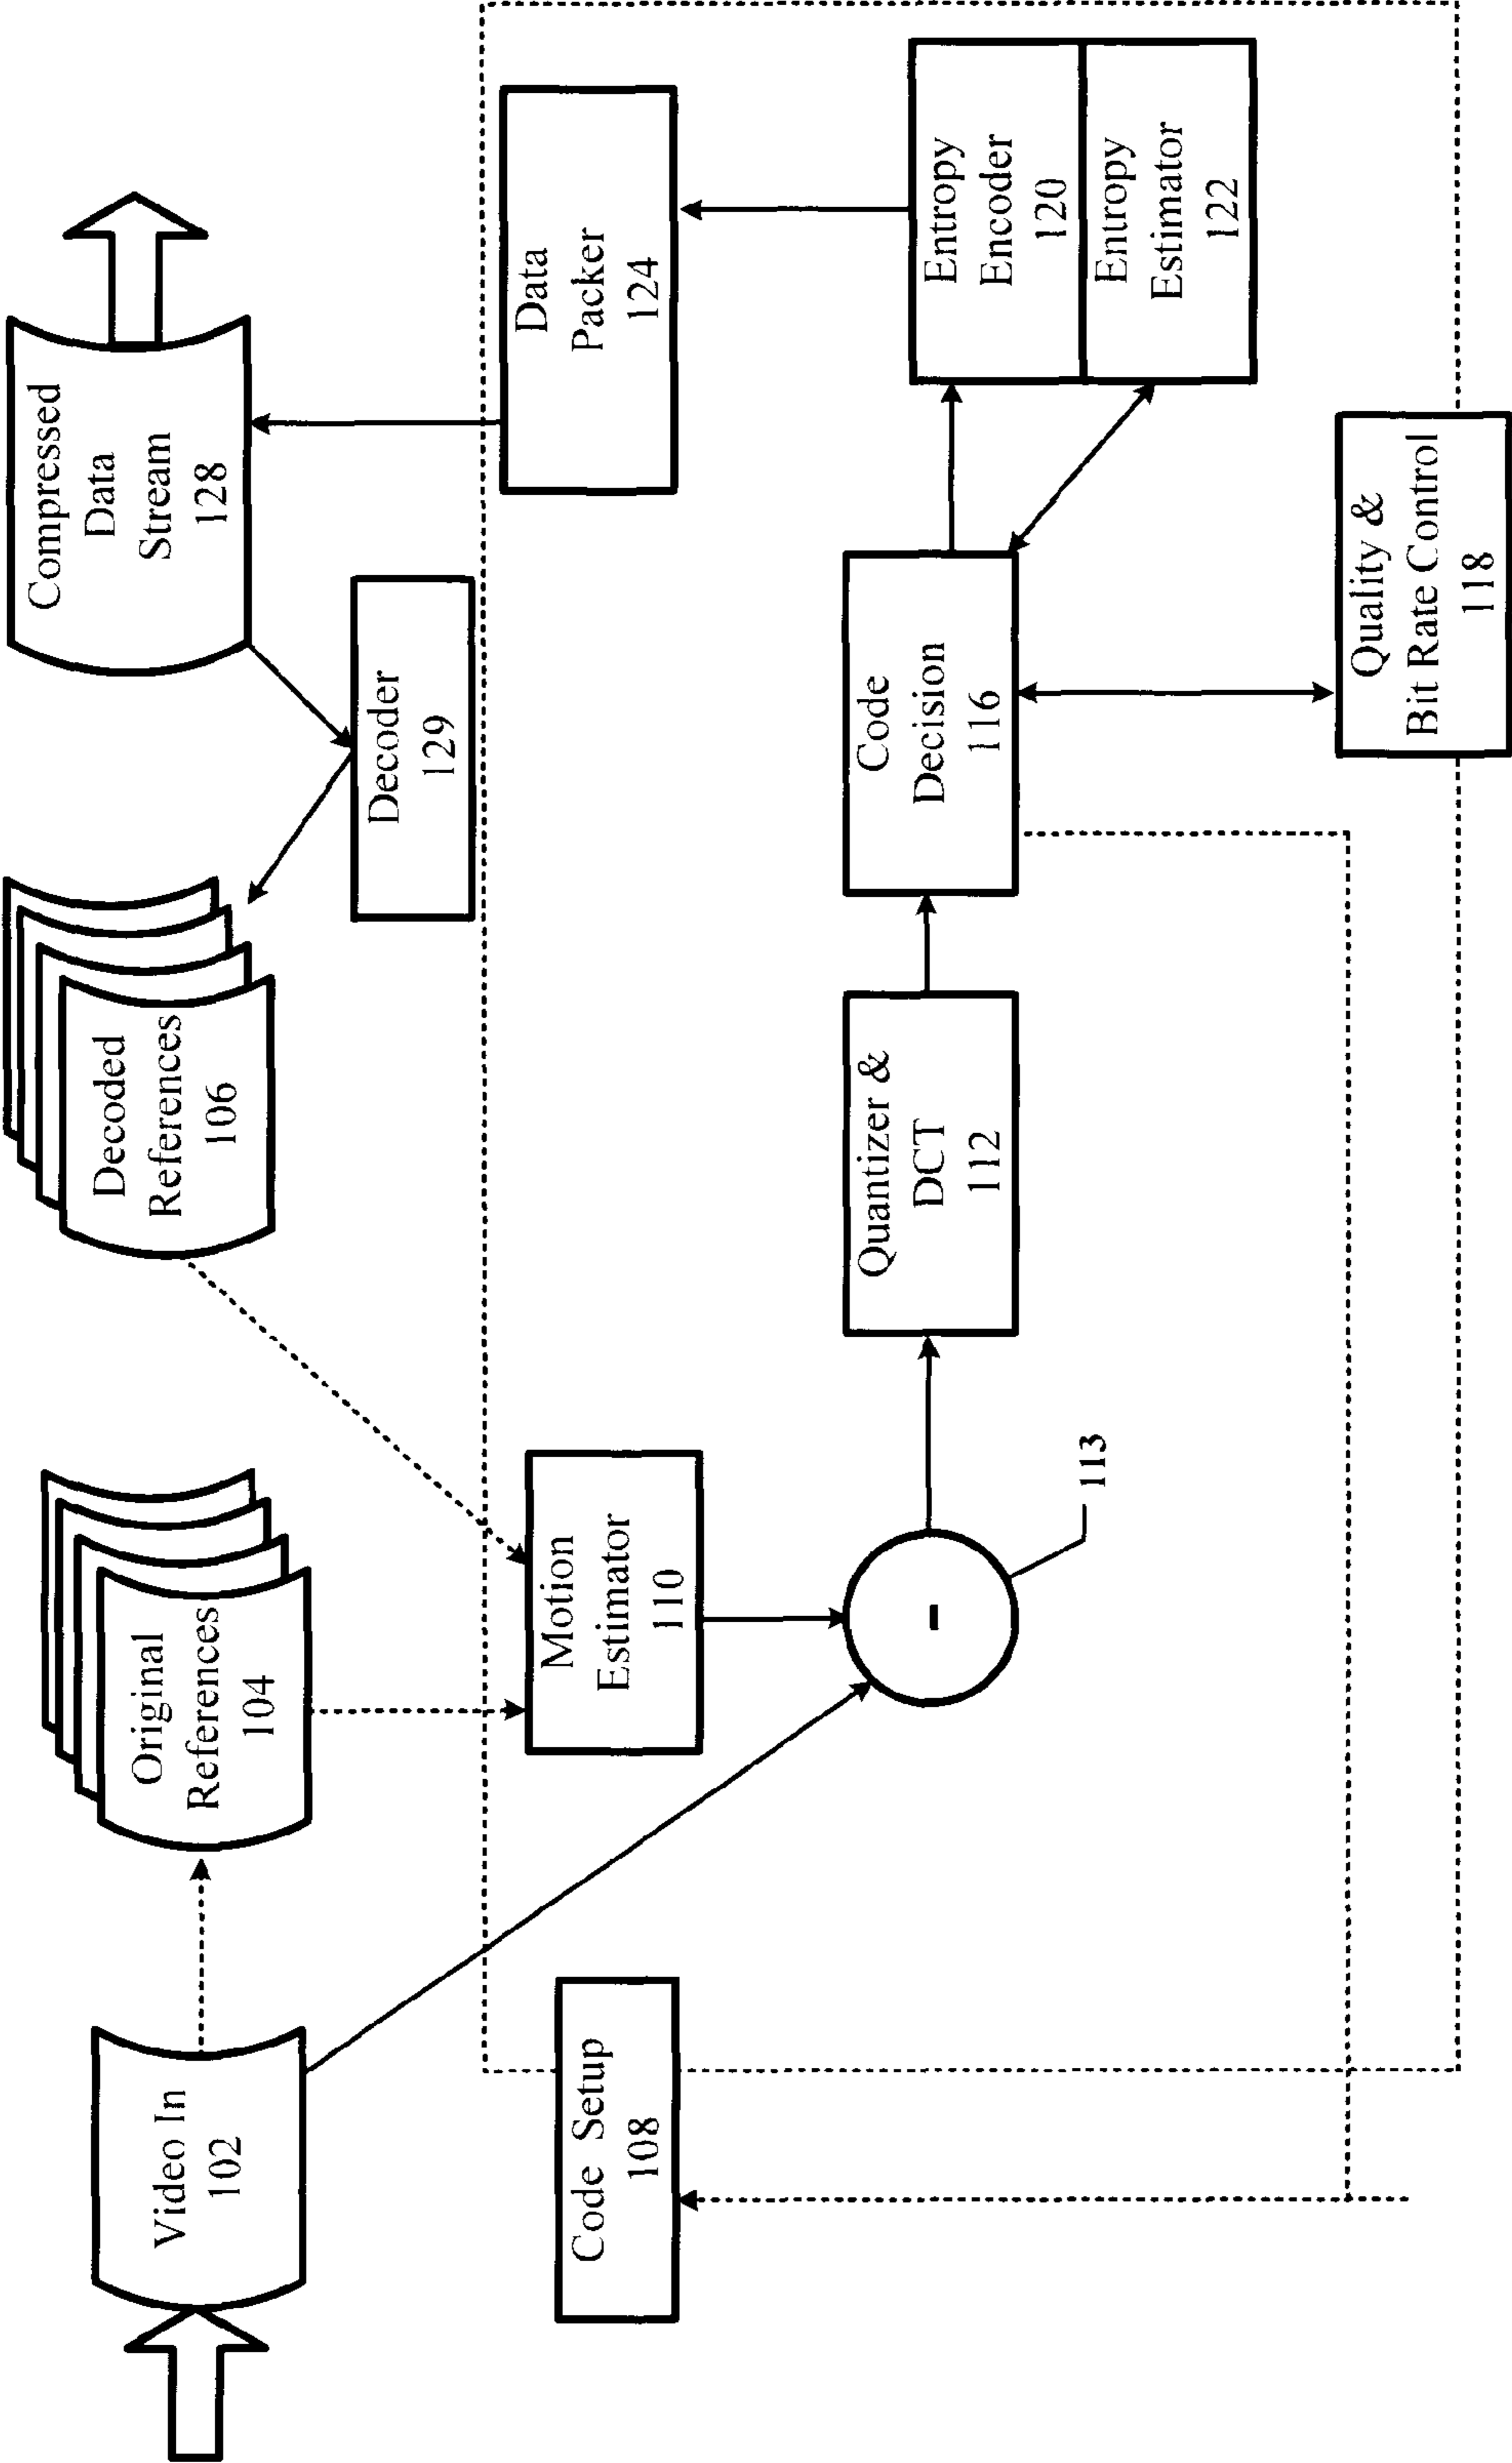 Video In
102
Original
References
104
Decoded
References
106
Compressed
Data
Stream
128
Decoder
129
Code Setup
108
Motion
Estimator
110
Data
Packer
124
-
113
Quantizer &
DCT
112
Code
Decision
116
Entropy
Encoder
120
Entropy
Estimator
122
Quality &
Bit Rate Control
118